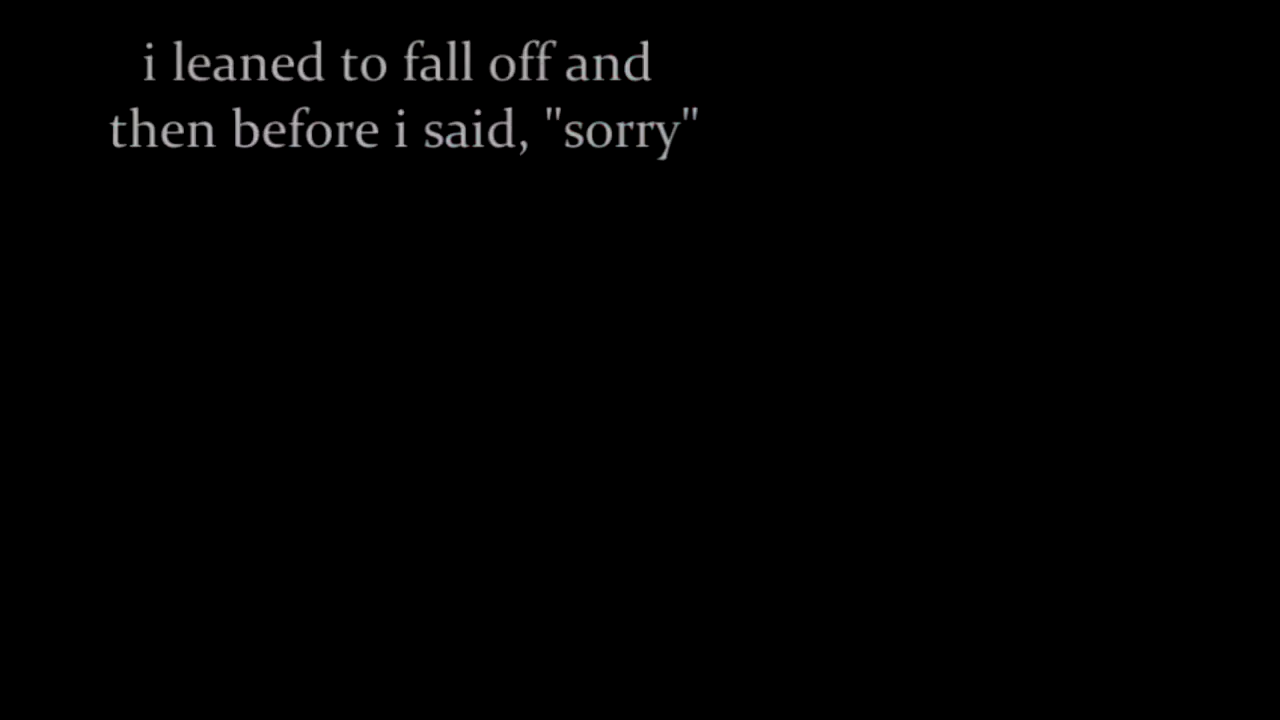 i leaned to fall off and
then before i said, "sorry"